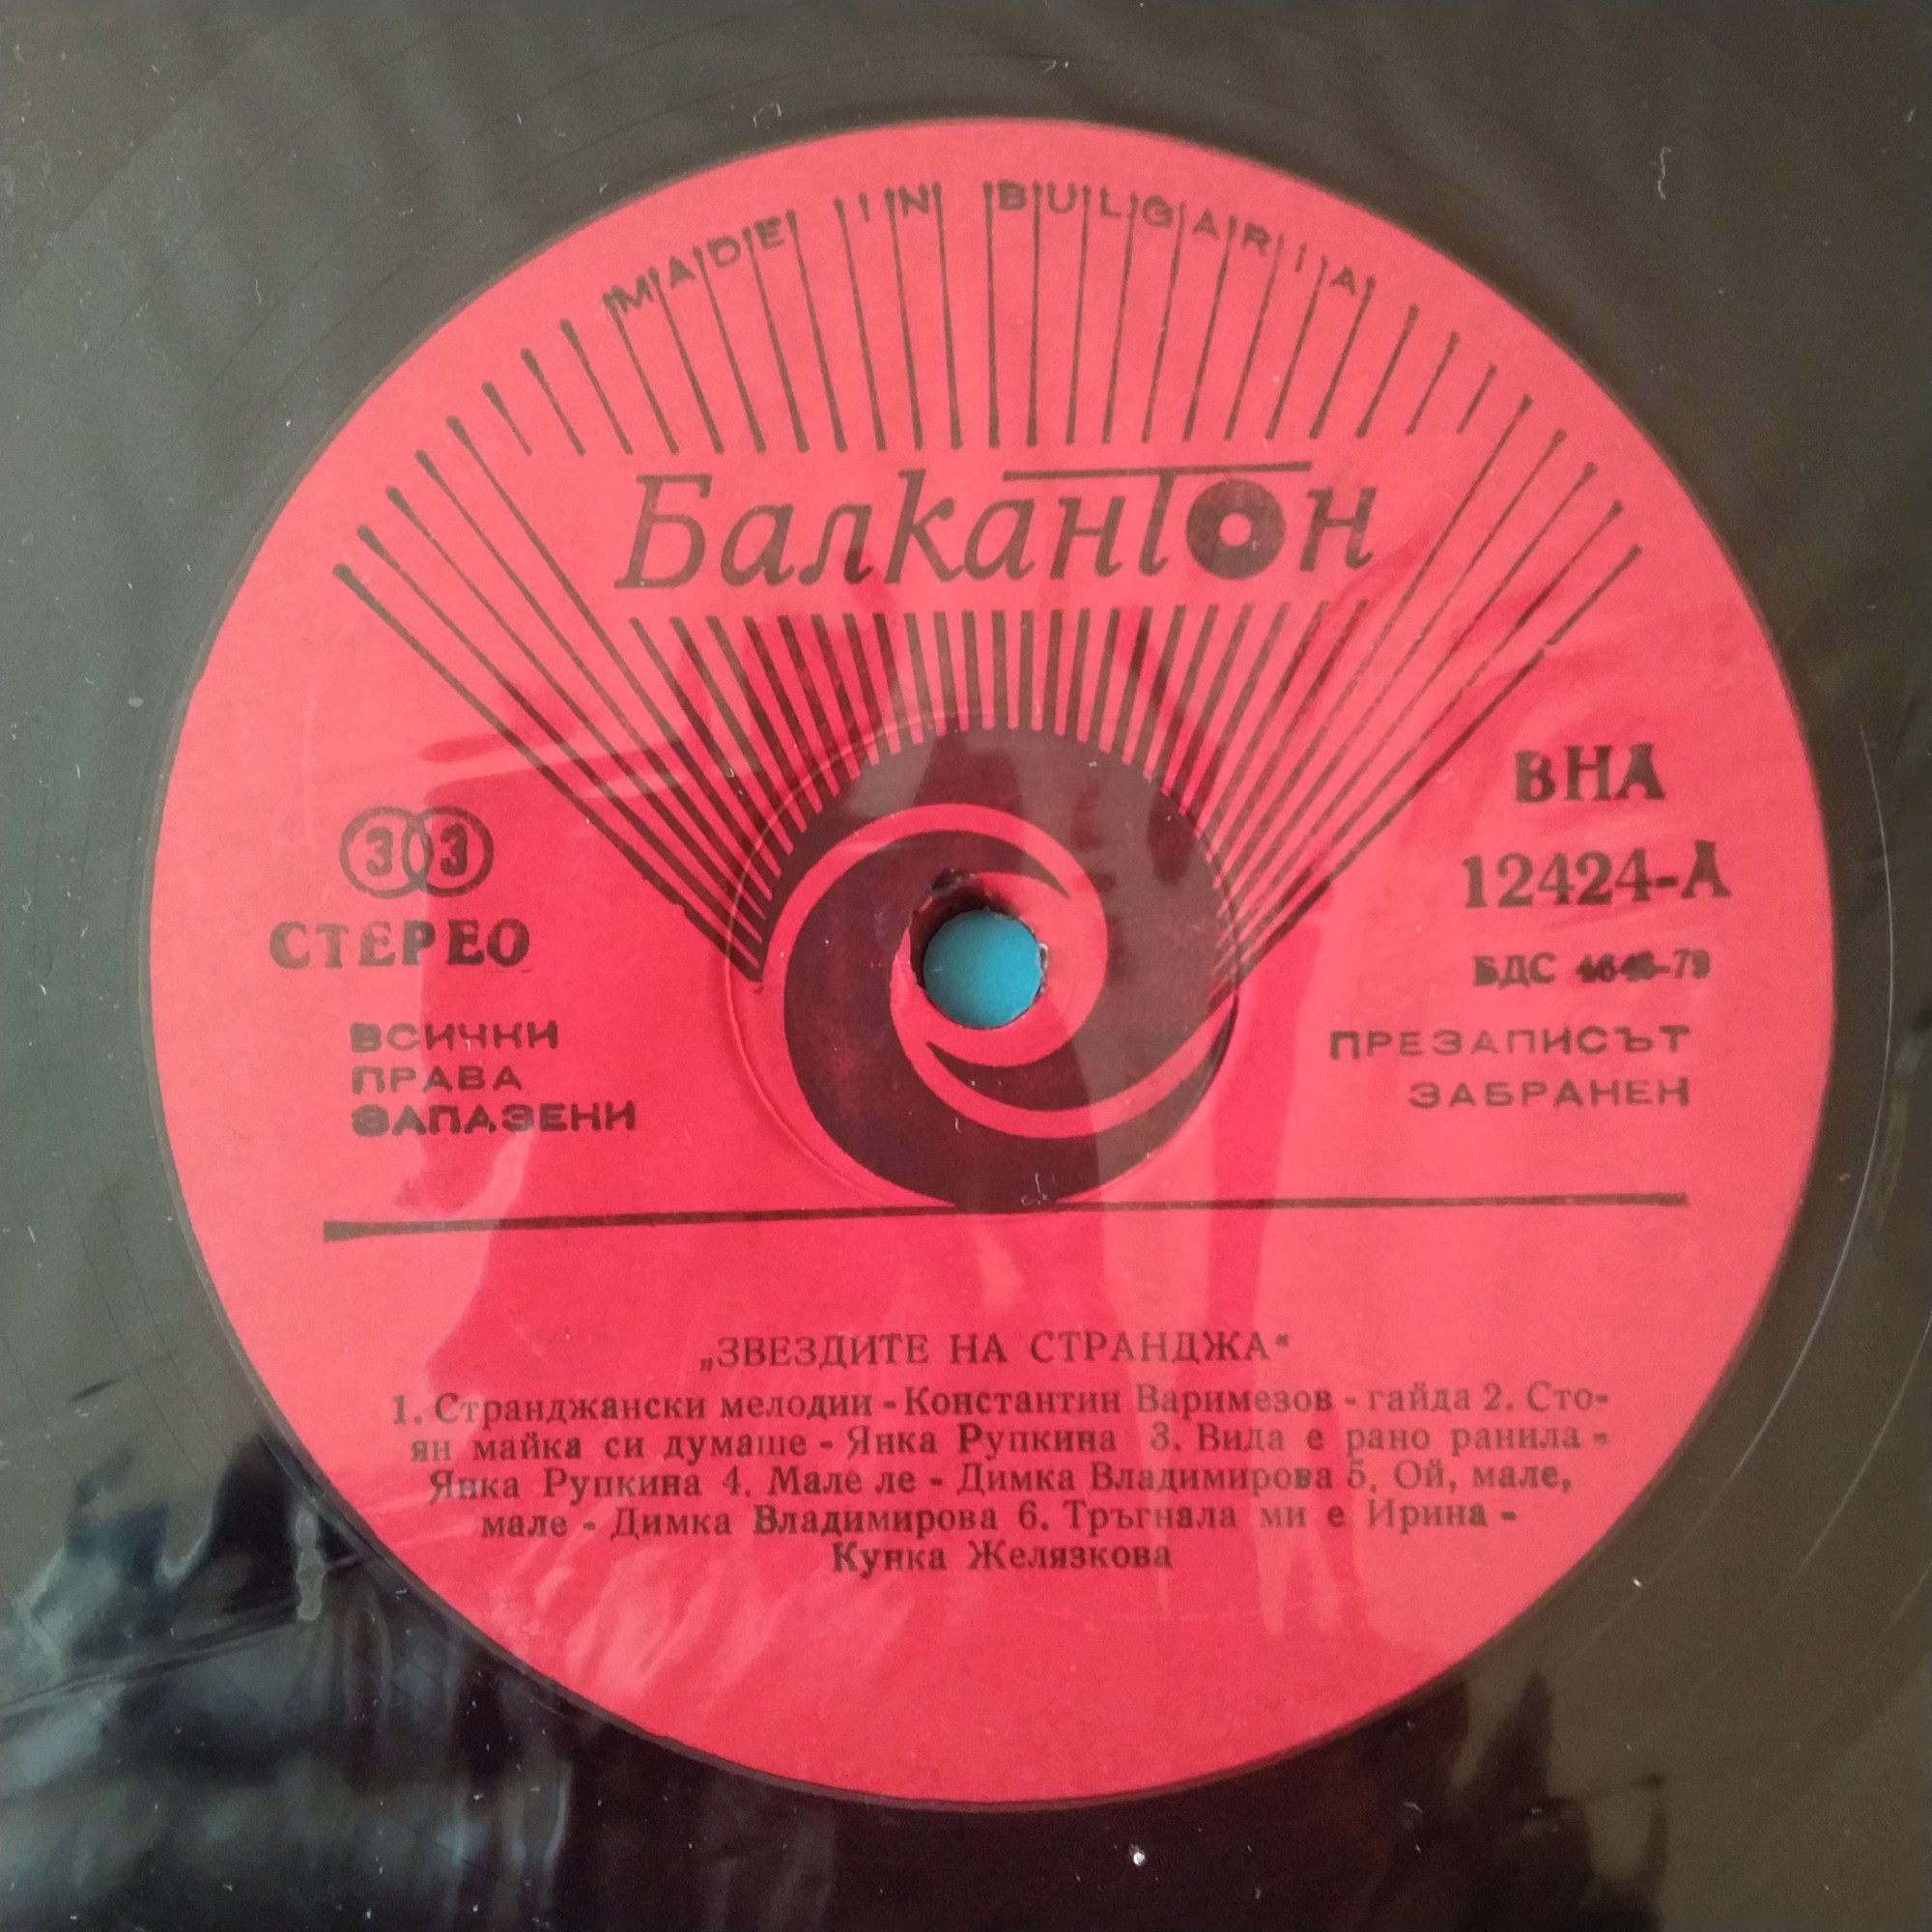 MADE IN BULGARIA
Балкантон
33
СТЕРЕО
ВСИЧКИ
ПРАВА
ЗАПАЗЕНИ
ВНА
12424-А
БДС
ПРЕЗАПИСЪТ
ЗАБРАНЕН
„ЗВЕЗДИТЕ НА СТРАНДЖА“
1. Странджански мелодии - Константин Варимезов - гайда 2. Сто-
ян майка си думаше - Янка Рупкина 3. Вида е рано ранила -
Янка Рупкина 4. Мале ле - Димка Владимирова 5. Ой, мале,
мале - Димка Владимирова 6. Тръгнала ми е Ирина -
Кунка Желязкова